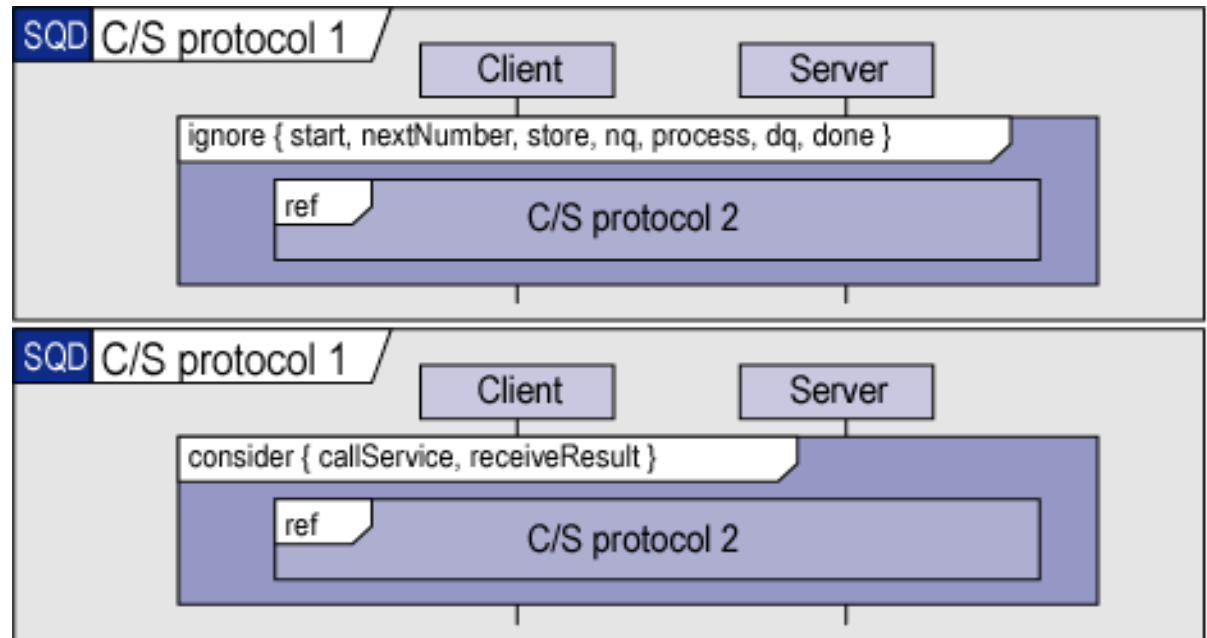 SQD C/S protocol 1
Client Server
ignore { start, nextNumber, store, nq, process, dq, done }
ref
C/S protocol 2
SQD C/S protocol 1
Client Server
consider { callService, receiveResult }
ref
C/S protocol 2